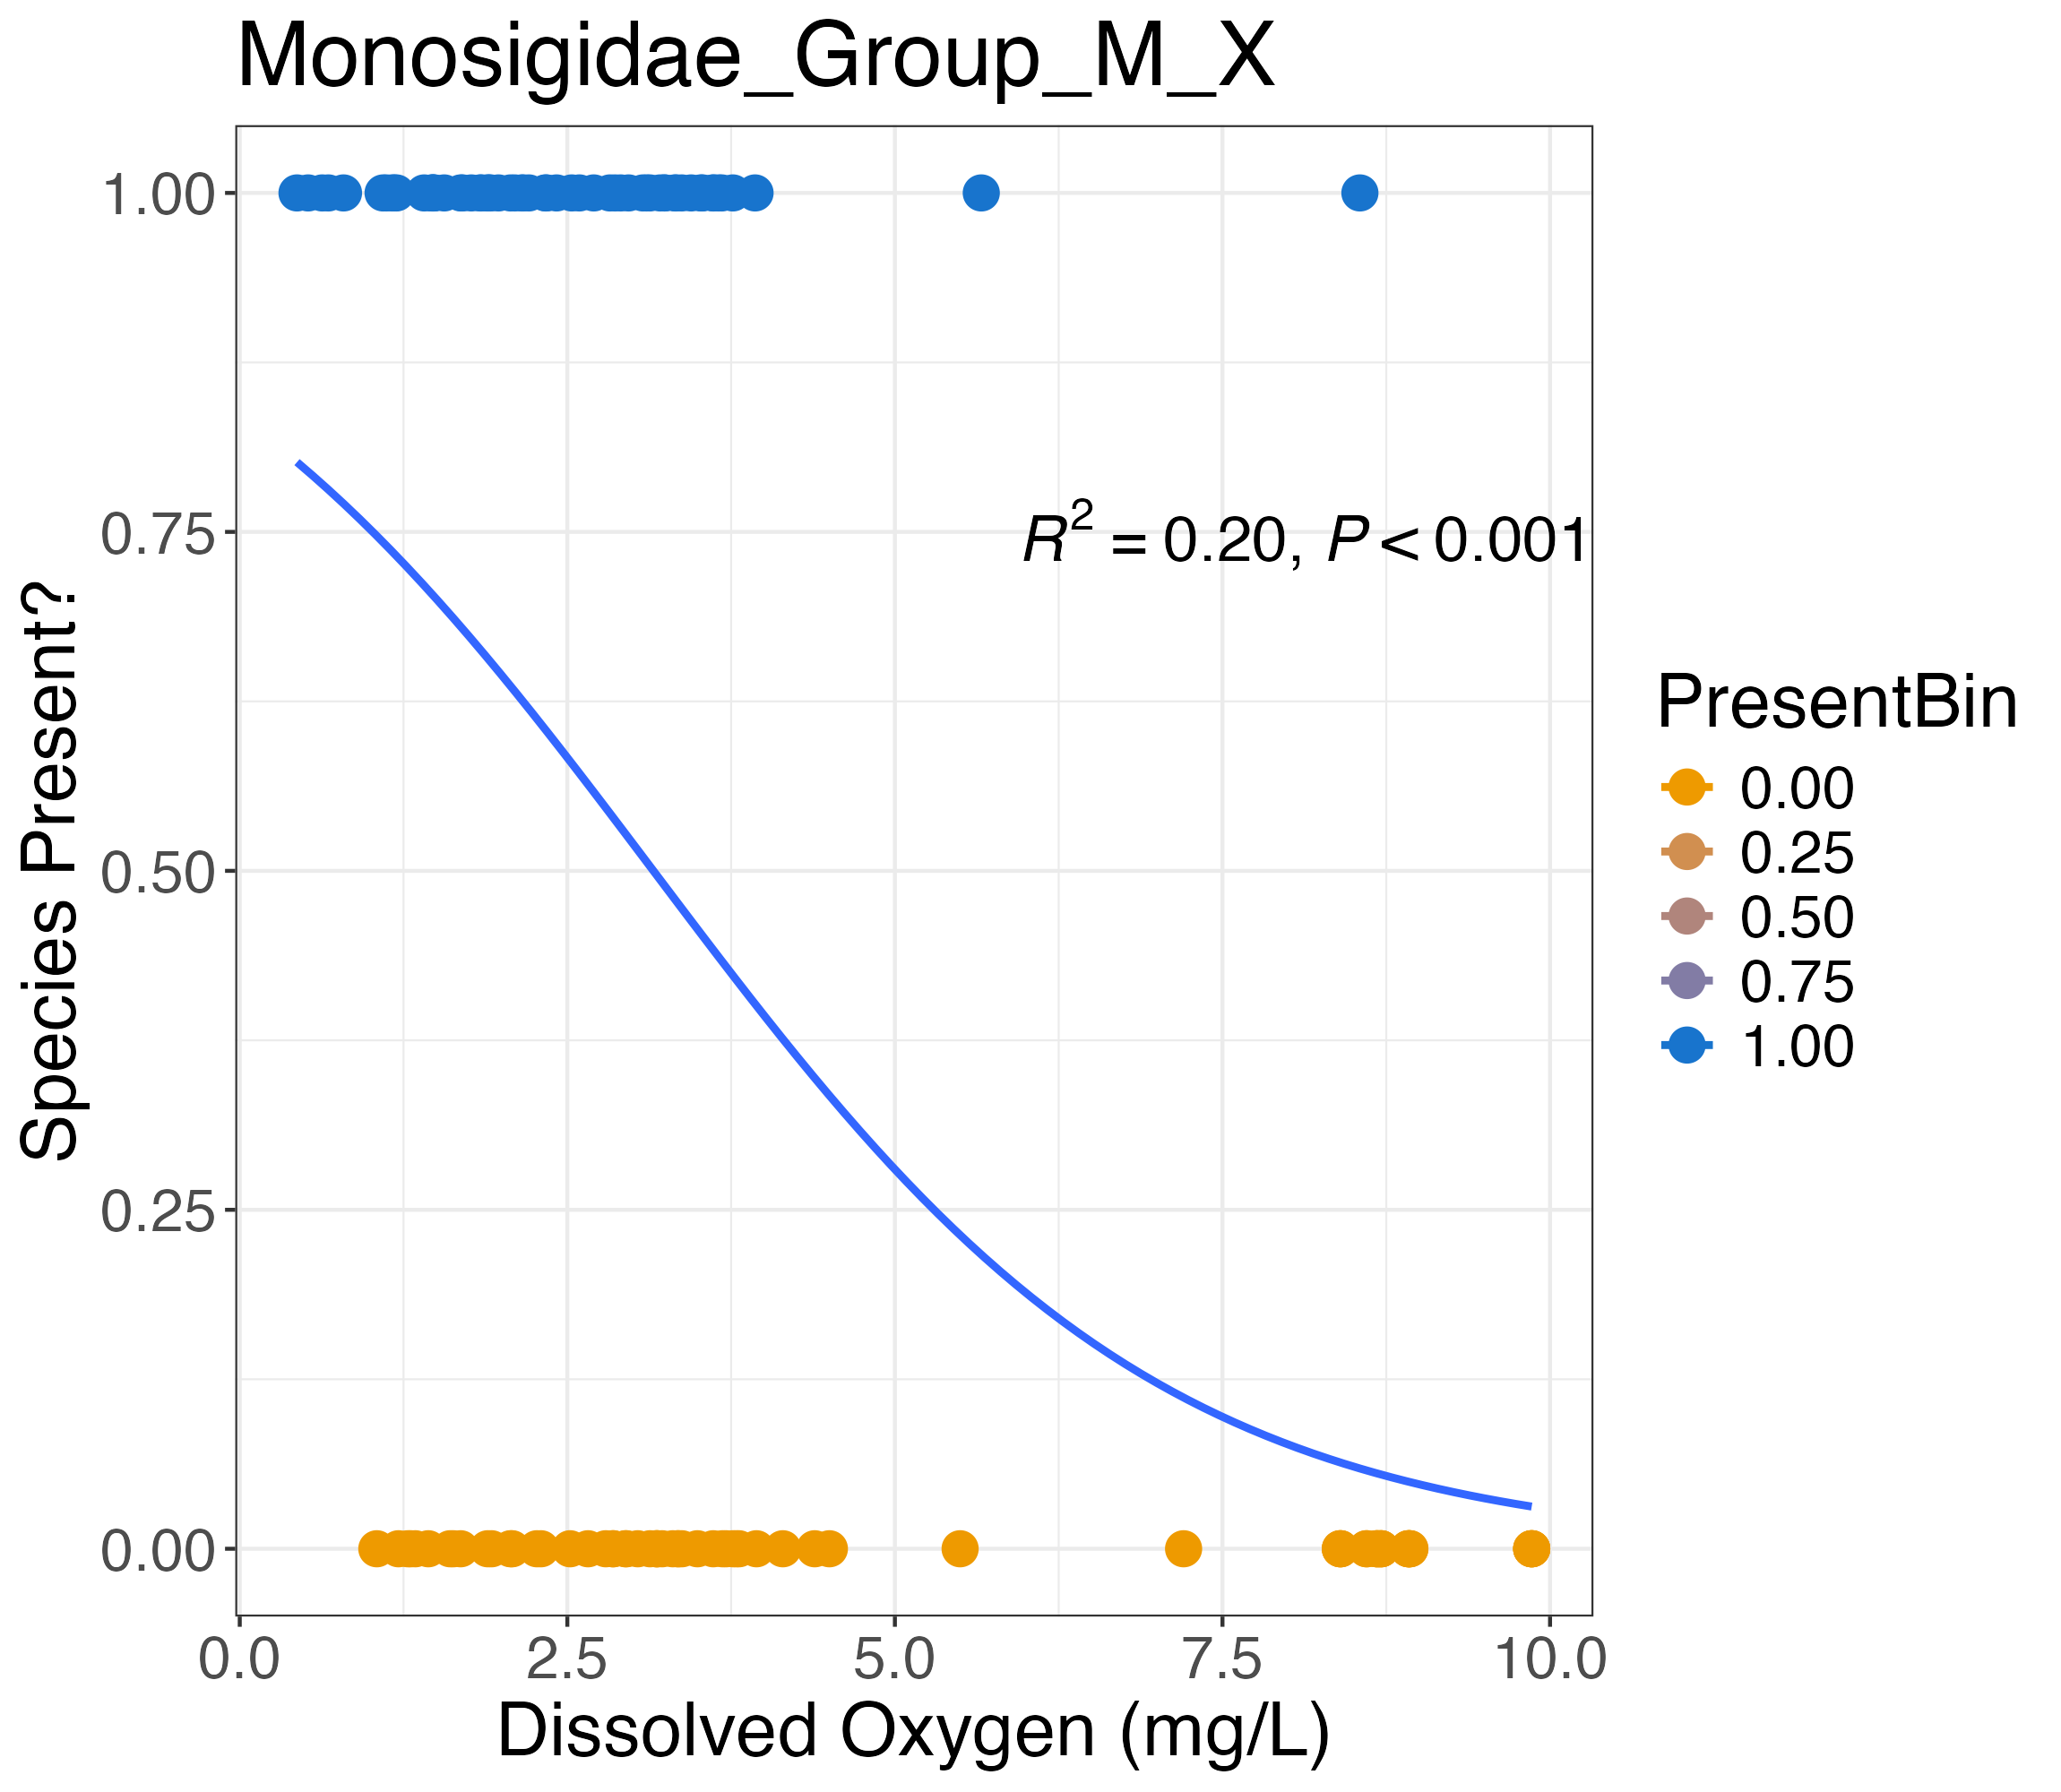 Monosigidae_Group_M_X
1.00
0.75
0.50
0.25
0.00
Species Present?
R² = 0.20, P < 0.001
0.0 2.5 5.0 7.5 10.0
Dissolved Oxygen (mg/L)
PresentBin
0.00
0.25
0.50
0.75
1.00